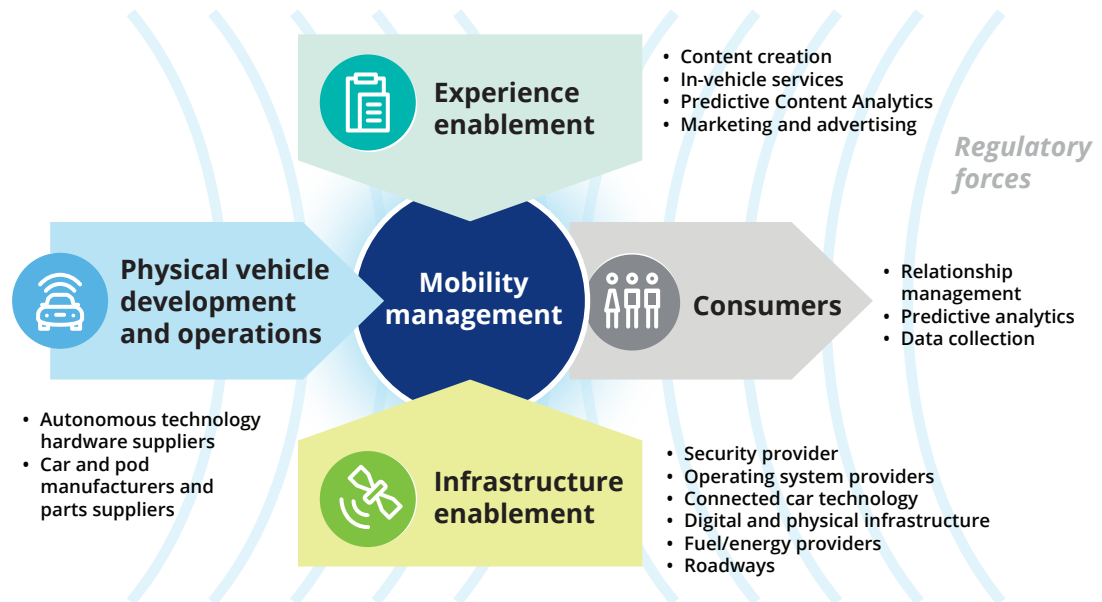 Experience
enablement
• Content creation
• In-vehicle services
• Predictive Content Analytics
• Marketing and advertising
Regulatory
forces
Physical vehicle
development
and operations
• Autonomous technology
hardware suppliers
• Car and pod
manufacturers and
parts suppliers
Mobility
management
Consumers
• Relationship
management
• Predictive analytics
• Data collection
Infrastructure
enablement
• Security provider
• Operating system providers
• Connected car technology
• Digital and physical infrastructure
• Fuel/energy providers
• Roadways